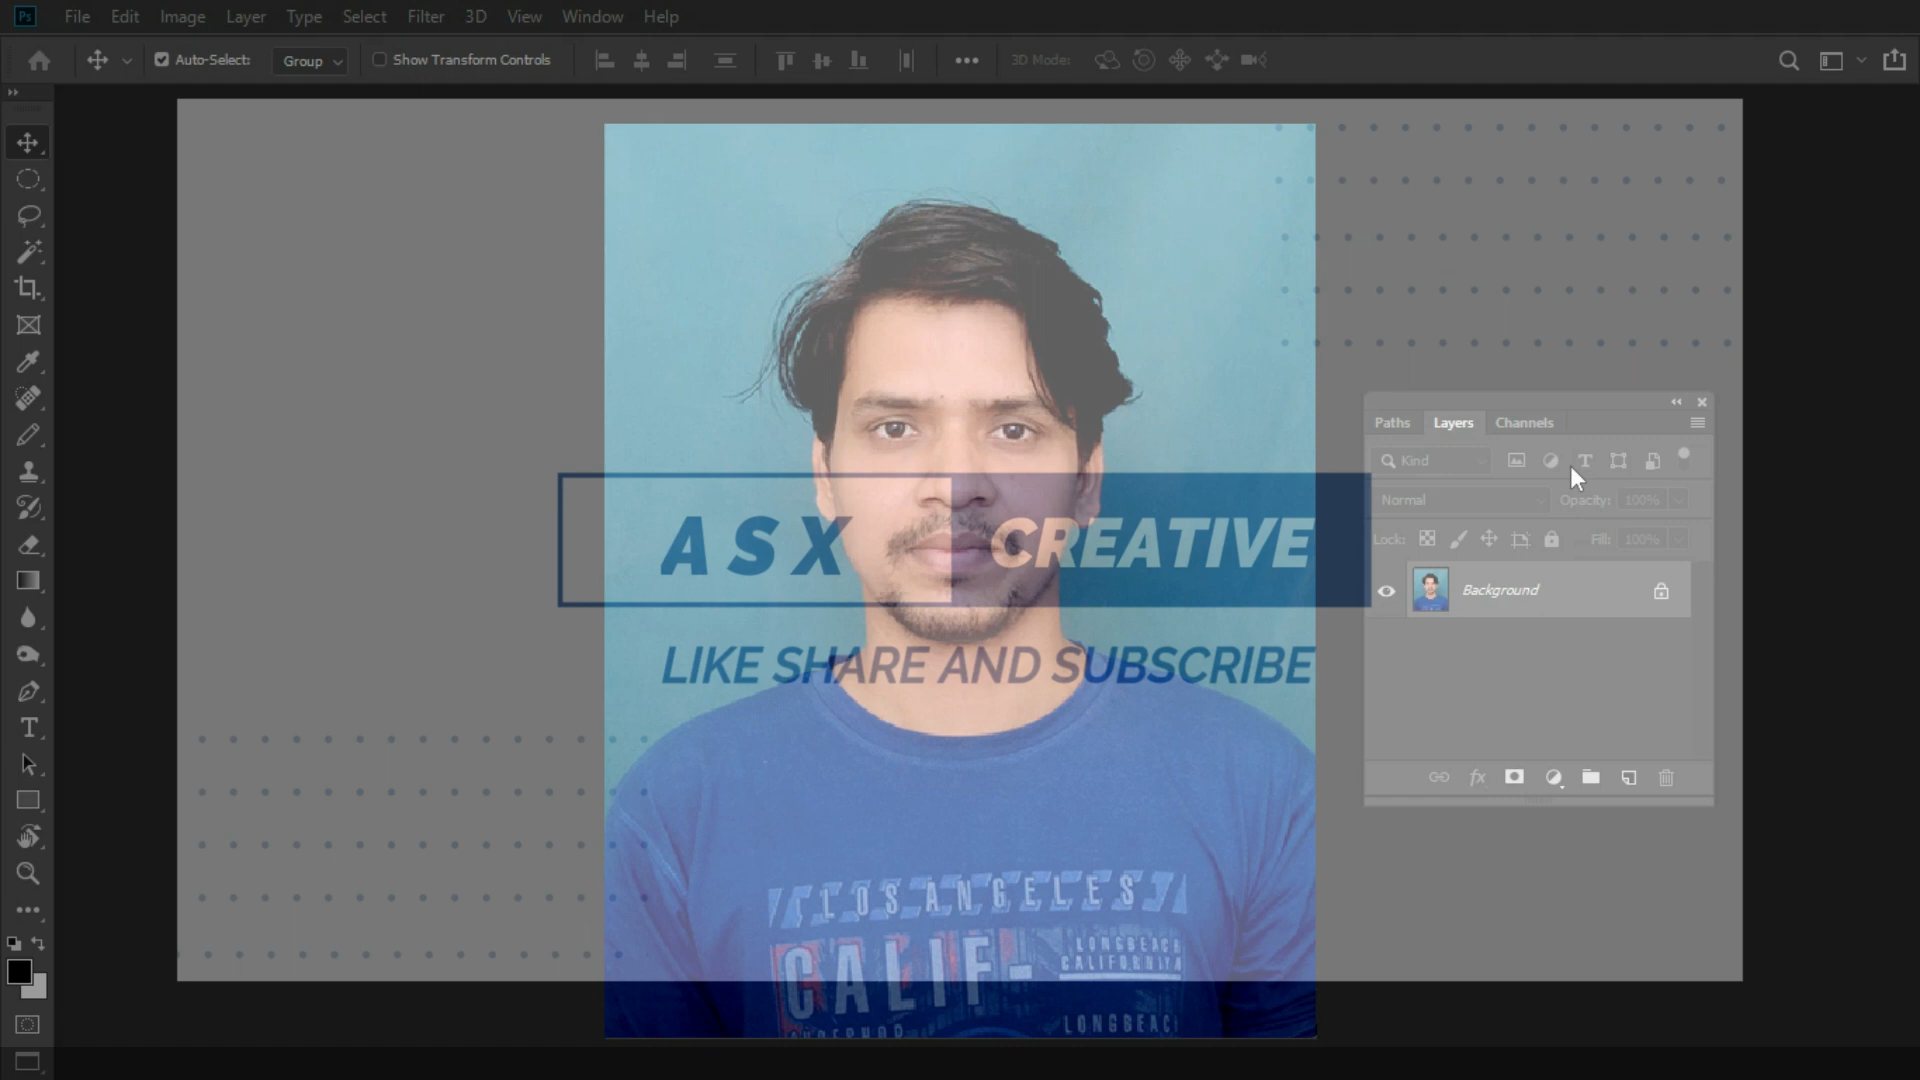 Ps File Edit Image Layer Type Select Filter 3D View Window Help
Auto-Select: Group Show Transform Controls 3D Mode:
Paths Layers Channels
Kind
Normal Opacity: 100%
Lock: Fill: 100%
Background
fx
A S X CREATIVE
LIKE SHARE AND SUBSCRIBE
LOS ANGELES
CALIF-
LONGBEACH
CALIFORNIA
LONGBEACH